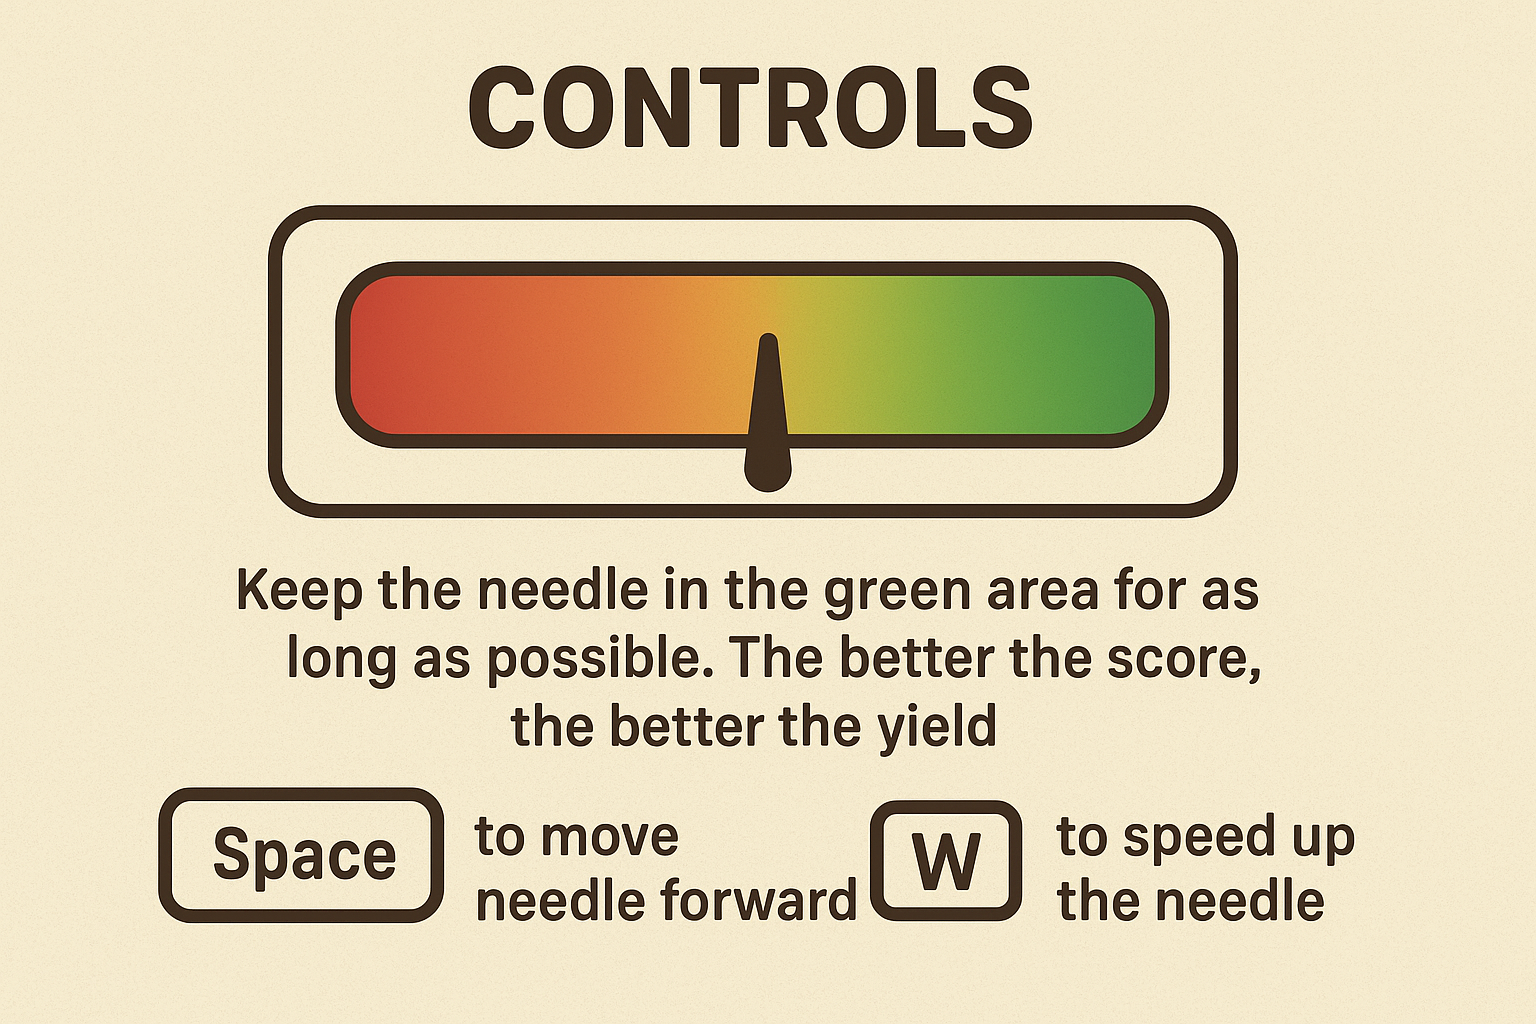 CONTROLS
Keep the needle in the green area for as
long as possible. The better the score,
the better the yield
Space
to move
needle forward
W
to speed up
the needle